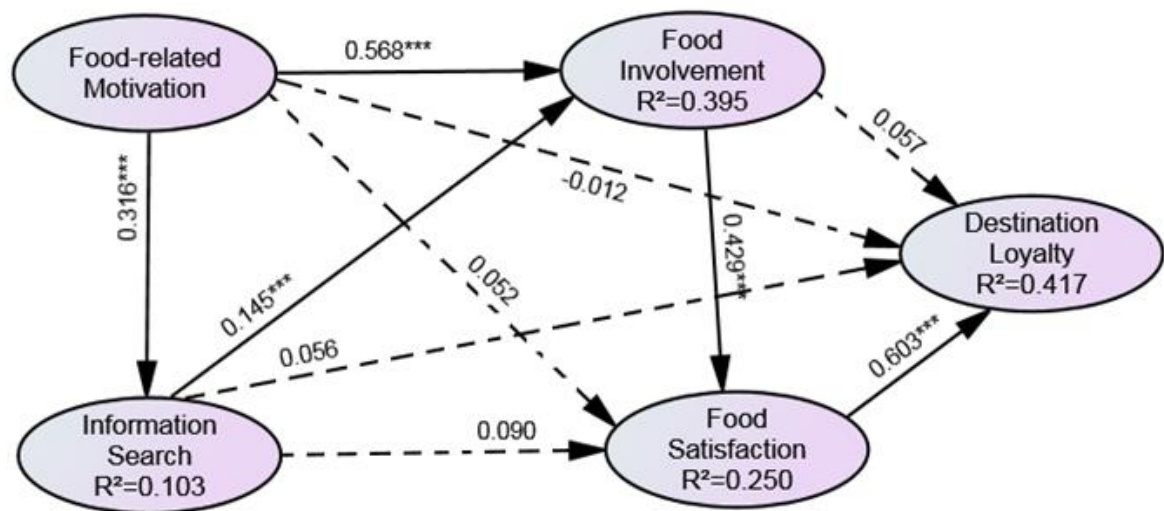 Food-related
Motivation
0.568***
Food
Involvement
R²=0.395
0.316***
0.057
-0.012
Destination
Loyalty
R²=0.417
0.429***
0.052
0.145***
0.056
0.603***
Information
Search
R²=0.103
0.090
Food
Satisfaction
R²=0.250